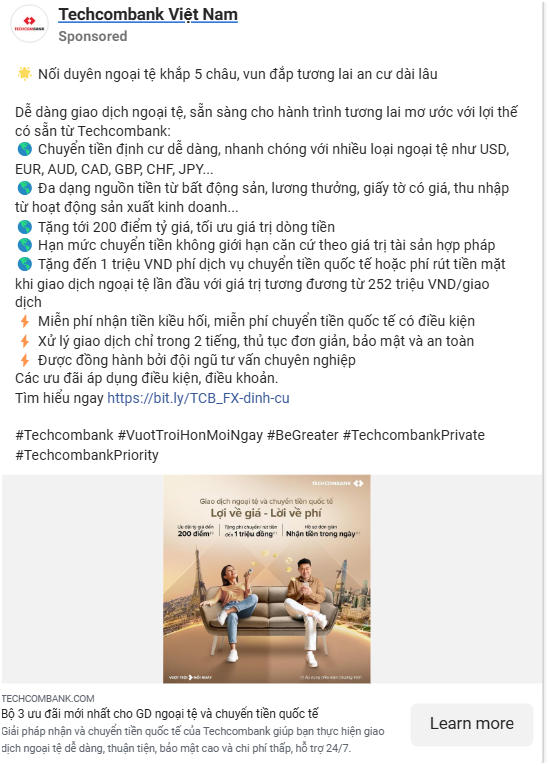 TECHCOMBANK
Techcombank Việt Nam
Sponsored
🌟 Nối duyên ngoại tệ khắp 5 châu, vun đắp tương lai an cư dài lâu
Dễ dàng giao dịch ngoại tệ, sẵn sàng cho hành trình tương lai mơ ước với lợi thế
có sẵn từ Techcombank:
🌎 Chuyển tiền định cư dễ dàng, nhanh chóng với nhiều loại ngoại tệ như USD,
EUR, AUD, CAD, GBP, CHF, JPY...
🌎 Đa dạng nguồn tiền từ bất động sản, lương thưởng, giấy tờ có giá, thu nhập
từ hoạt động sản xuất kinh doanh...
🌎 Tặng tới 200 điểm tỷ giá, tối ưu giá trị dòng tiền
🌎 Hạn mức chuyển tiền không giới hạn căn cứ theo giá trị tài sản hợp pháp
🌎 Tặng đến 1 triệu VND phí dịch vụ chuyển tiền quốc tế hoặc phí rút tiền mặt
khi giao dịch ngoại tệ lần đầu với giá trị tương đương từ 252 triệu VND/giao
dịch
⚡ Miễn phí nhận tiền kiều hối, miễn phí chuyển tiền quốc tế có điều kiện
⚡ Xử lý giao dịch chỉ trong 2 tiếng, thủ tục đơn giản, bảo mật và an toàn
⚡ Được đồng hành bởi đội ngũ tư vấn chuyên nghiệp
Các ưu đãi áp dụng điều kiện, điều khoản.
Tìm hiểu ngay https://bit.ly/TCB_FX-dinh-cu
#Techcombank #VuotTroiHonMoiNgay #BeGreater #TechcombankPrivate
#TechcombankPriority
TECHCOMBANK
Giao dịch ngoại tệ và chuyển tiền quốc tế
Lợi về giá - Lời về phí
Ưu đãi tỷ giá đến
200 điểm
Tặng phí chuyển/ rút tiền
đến 1 triệu đồng
Hồ sơ đơn giản
Nhận tiền trong ngày
VƯỢT TRỘI MỖI NGÀY
TECHCOMBANK.COM
Bộ 3 ưu đãi mới nhất cho GD ngoại tệ và chuyển tiền quốc tế
Giải pháp nhận và chuyển tiền quốc tế của Techcombank giúp bạn thực hiện giao
dịch ngoại tệ dễ dàng, thuận tiện, bảo mật cao và chi phí thấp, hỗ trợ 24/7.
Learn more